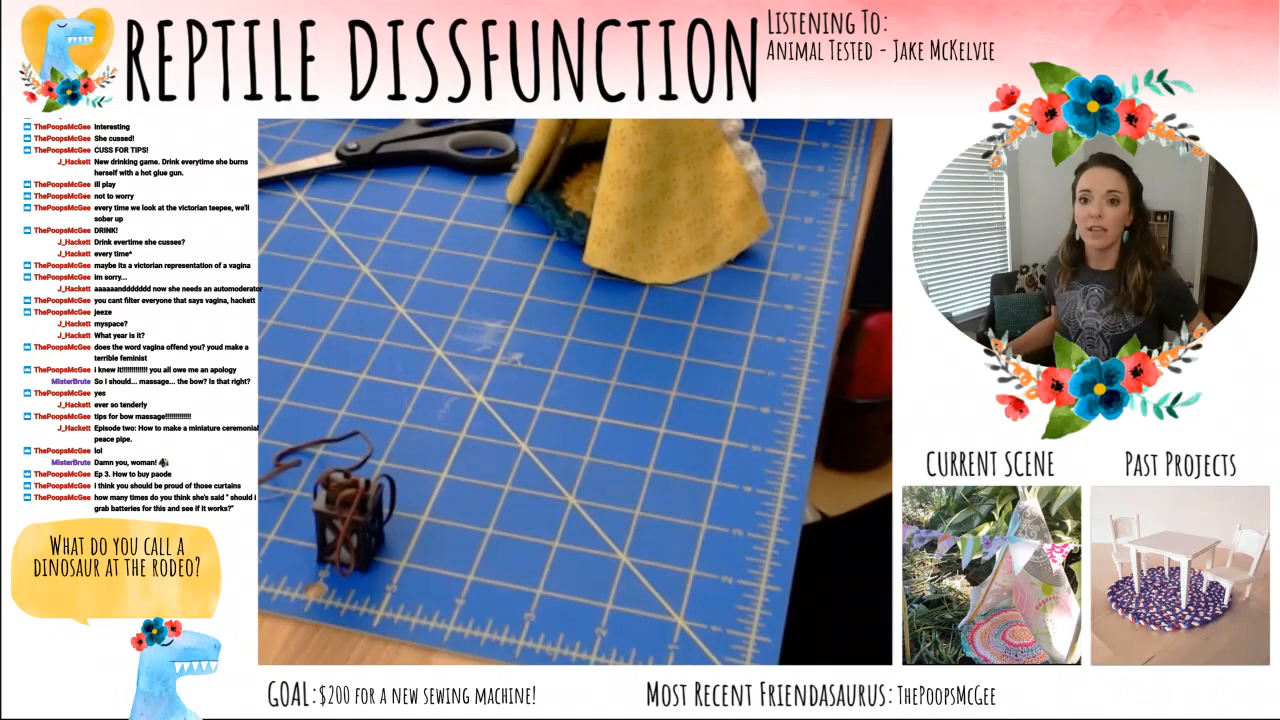 REPTILE DISSFUNCTION
LISTENING TO:
ANIMAL TESTED - JAKE MCKELVIE
ThePoopsMcGee Interesting
ThePoopsMcGee She cussed!
ThePoopsMcGee CUSS FOR TIPS!
J_Hackett New drinking game. Drink everytime she burns
herself with a hot glue gun.
ThePoopsMcGee ill play
ThePoopsMcGee not to worry
ThePoopsMcGee every time we look at the victorian teepee, we'll
sober up
ThePoopsMcGee DRINK!
J_Hackett Drink evertime she cusses?
J_Hackett every time*
ThePoopsMcGee maybe its a victorian representation of a vagina
ThePoopsMcGee im sorry...
J_Hackett aaaaaanddddddd now she needs an automoderator
ThePoopsMcGee you cant filter everyone that says vagina, hackett
ThePoopsMcGee jeeze
J_Hackett myspace?
J_Hackett What year is it?
ThePoopsMcGee does the word vagina offend you? youd make a
terrible feminist
ThePoopsMcGee i knew it!!!!!!!!!!!!! you all owe me an apology
MisterBrute So I should... massage... the bow? Is that right?
ThePoopsMcGee yes
J_Hackett ever so tenderly
ThePoopsMcGee tips for bow massage!!!!!!!!!!!!!
J_Hackett Episode two: How to make a miniature ceremonial
peace pipe.
ThePoopsMcGee lol
MisterBrute Damn you, woman!
ThePoopsMcGee Ep 3. How to buy paode
ThePoopsMcGee i think you should be proud of those curtains
ThePoopsMcGee how many times do you think she's said " should i
grab batteries for this and see if it works?"
WHAT DO YOU CALL A
DINOSAUR AT THE RODEO?
CURRENT SCENE
PAST PROJECTS
GOAL: $200 FOR A NEW SEWING MACHINE!
MOST RECENT FRIENDASAURUS: THEPOOPSMCGEE